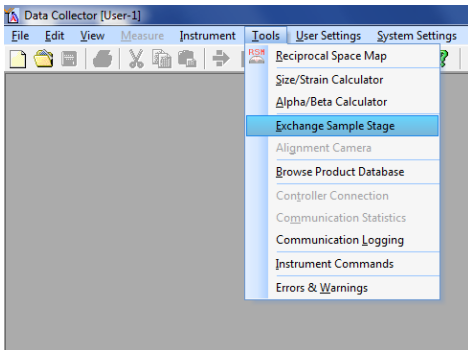 Data Collector [User-1]
File Edit View Measure Instrument Tools User Settings System Settings
RSM Reciprocal Space Map
Size/Strain Calculator
Alpha/Beta Calculator
Exchange Sample Stage
Alignment Camera
Browse Product Database
Controller Connection
Communication Statistics
Communication Logging
Instrument Commands
Errors & Warnings